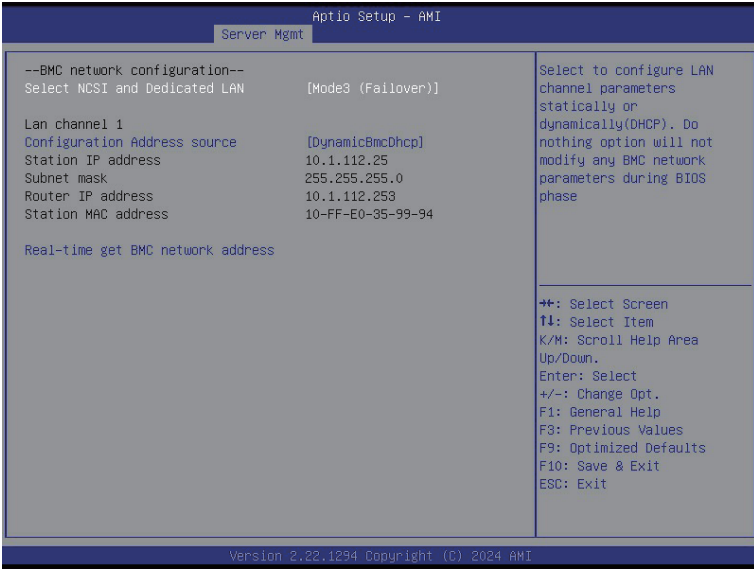 Aptio Setup – AMI
Server Mgmt
--BMC network configuration--
Select NCSI and Dedicated LAN [Mode3 (Failover)]
Lan channel 1
Configuration Address source [DynamicBmcDhcp]
Station IP address 10.1.112.25
Subnet mask 255.255.255.0
Router IP address 10.1.112.253
Station MAC address 10-FF-E0-35-99-94
Real-time get BMC network address
Select to configure LAN
channel parameters
statically or
dynamically(DHCP). Do
nothing option will not
modify any BMC network
parameters during BIOS
phase
→←: Select Screen
↑↓: Select Item
K/M: Scroll Help Area
Up/Down.
Enter: Select
+/-: Change Opt.
F1: General Help
F3: Previous Values
F9: Optimized Defaults
F10: Save & Exit
ESC: Exit
Version 2.22.1294 Copyright (C) 2024 AMI